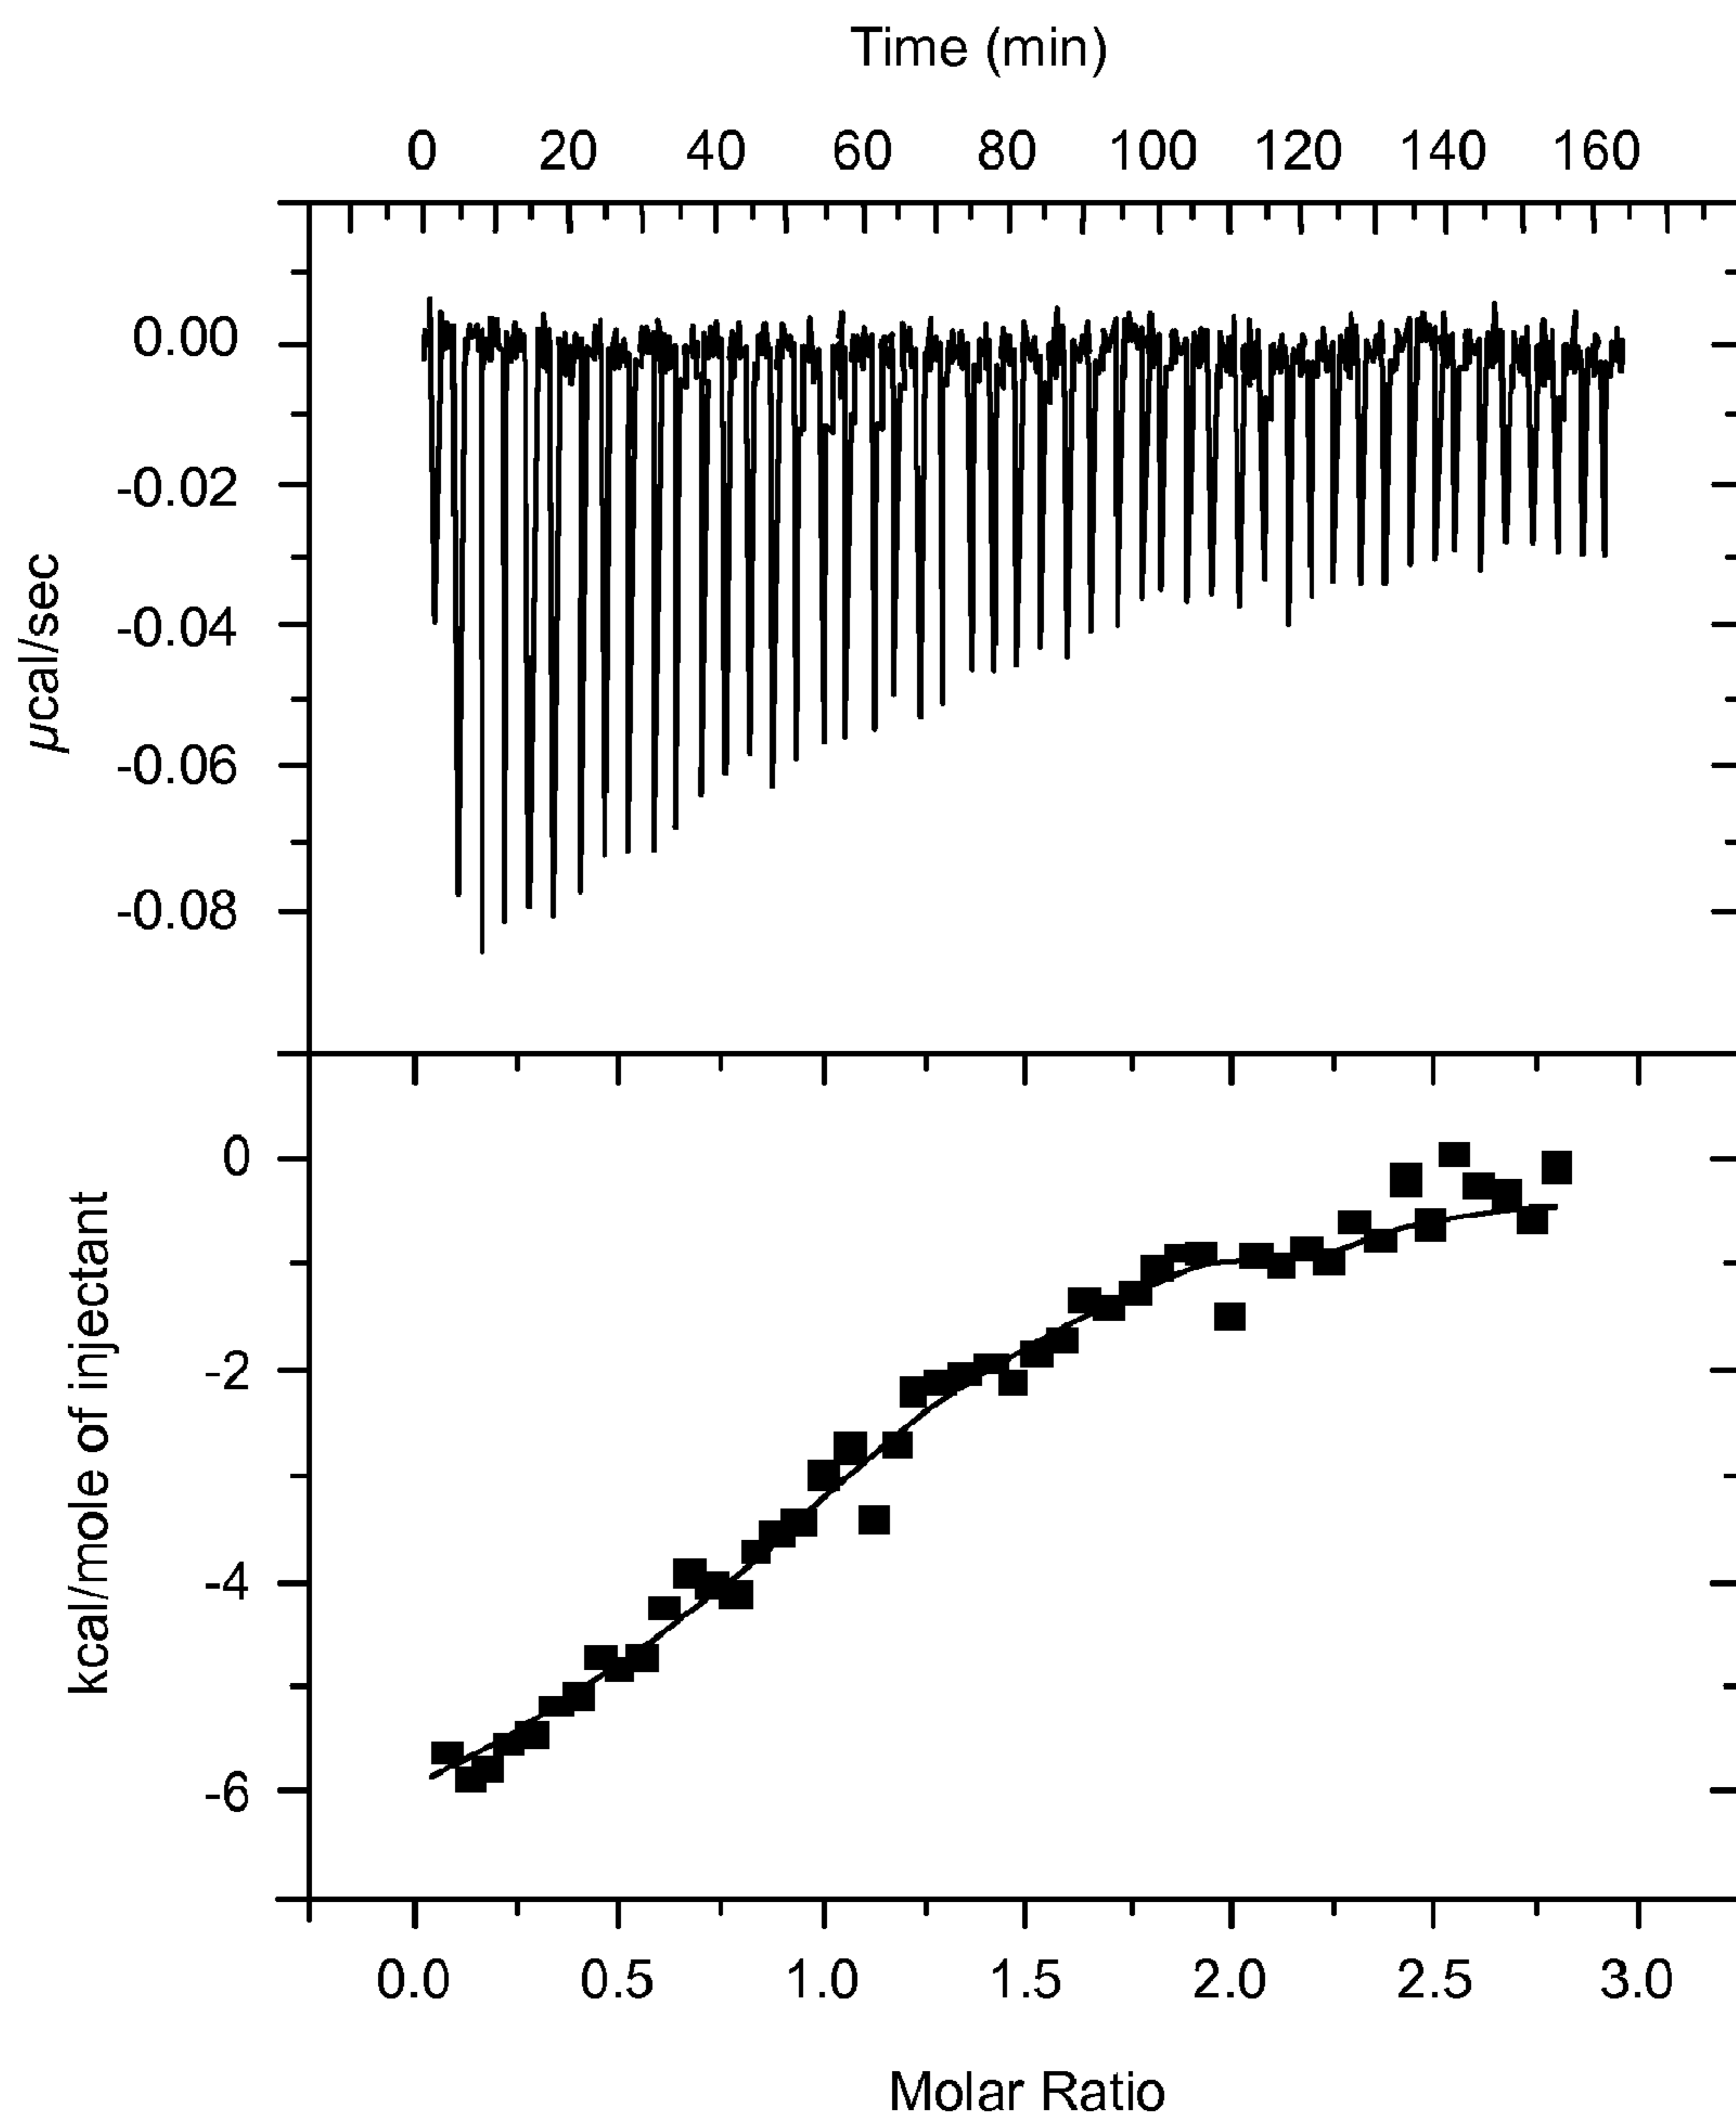 Time (min)
0 20 40 60 80 100 120 140 160
0.00
-0.02
-0.04
-0.06
-0.08
µcal/sec
0
-2
-4
-6
kcal/mole of injectant
0.0 0.5 1.0 1.5 2.0 2.5 3.0
Molar Ratio